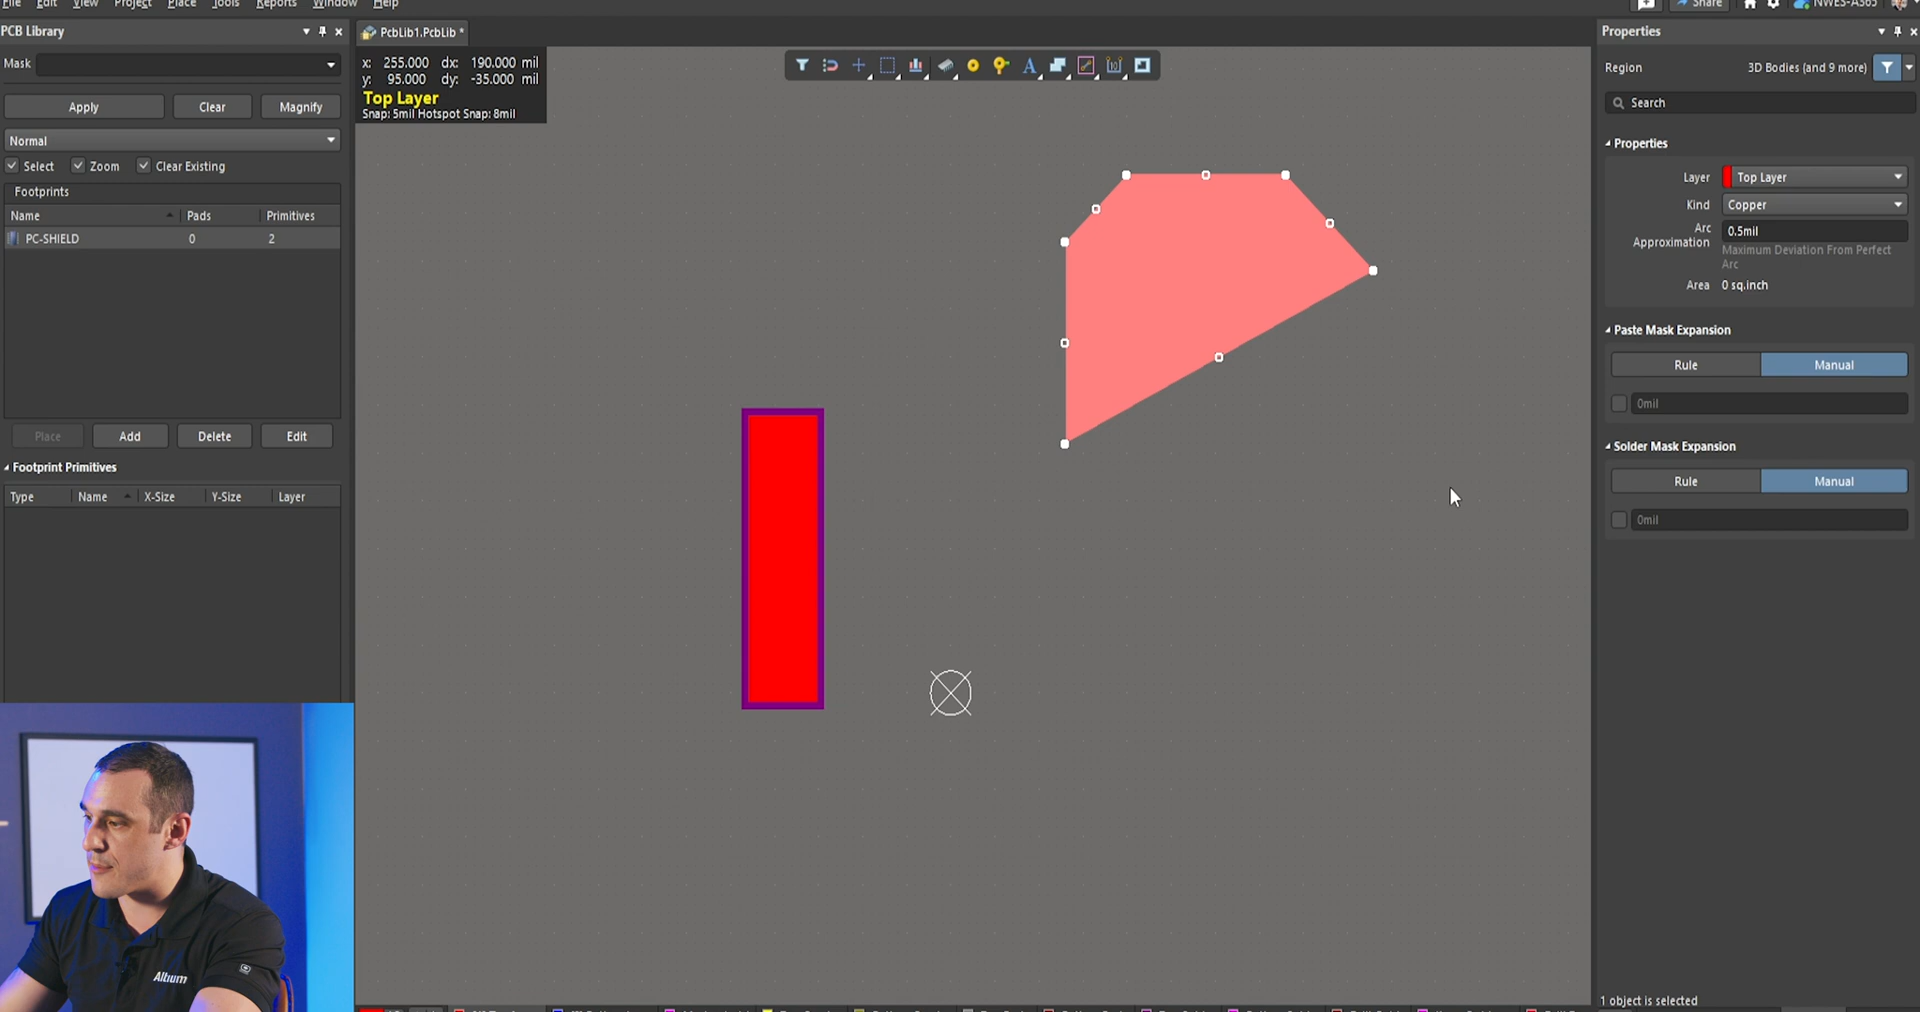 File Edit View Project Place Tools Reports Window Help
Share
NWES-A365
PCB Library
PcbLib1.PcbLib *
Properties
Mask
x: 255.000 dx: 190.000 mil
y: 95.000 dy: -35.000 mil
Top Layer
Snap: 5mil Hotspot Snap: 8mil
Region 3D Bodies (and 9 more)
Apply Clear Magnify
Search
Normal
Properties
Select Zoom Clear Existing
Layer Top Layer
Footprints
Kind Copper
Name Pads Primitives
Arc
Approximation
0.5mil
PC-SHIELD 0 2
Maximum Deviation From Perfect
Arc
Area 0 sq.inch
Paste Mask Expansion
Rule Manual
0mil
Place Add Delete Edit
Solder Mask Expansion
Footprint Primitives
Rule Manual
Type Name X-Size Y-Size Layer
0mil
Altium
1 object is selected